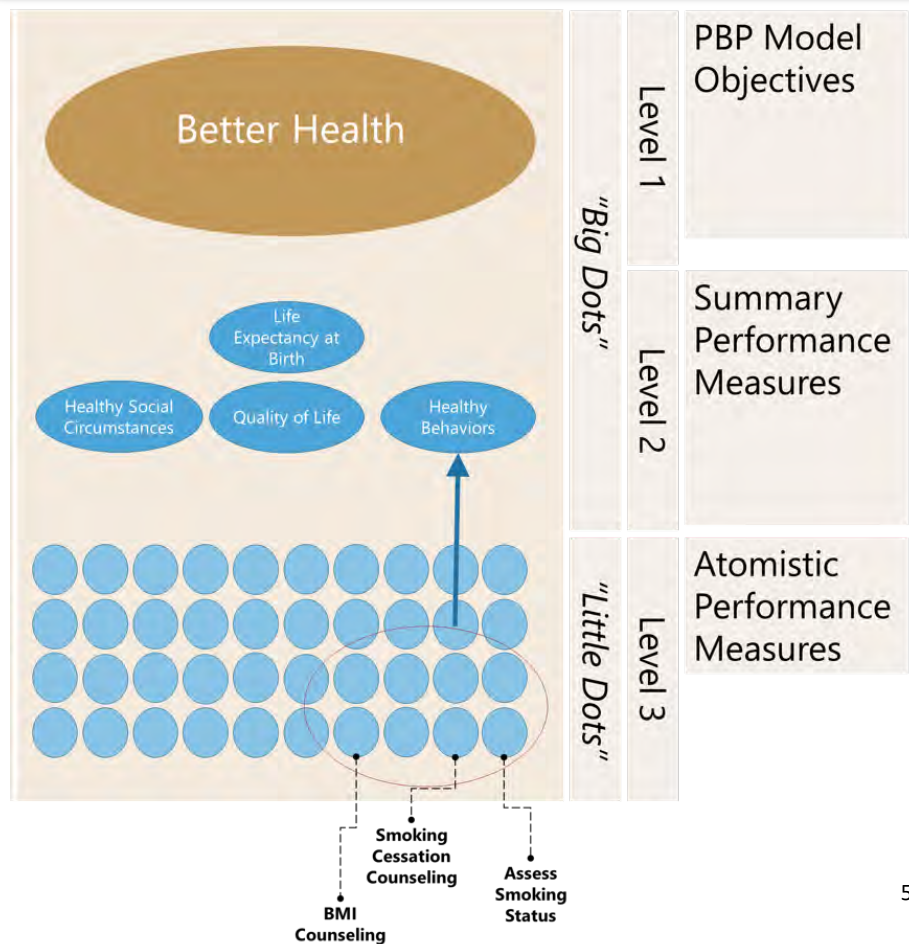 Better Health
Life
Expectancy at
Birth
Healthy Social
Circumstances
Quality of Life
Healthy
Behaviors
"Big Dots"
"Little Dots"
Level 1
Level 2
Level 3
PBP Model
Objectives
Summary
Performance
Measures
Atomistic
Performance
Measures
Smoking
Cessation
Counseling
Assess
Smoking
Status
BMI
Counseling
5